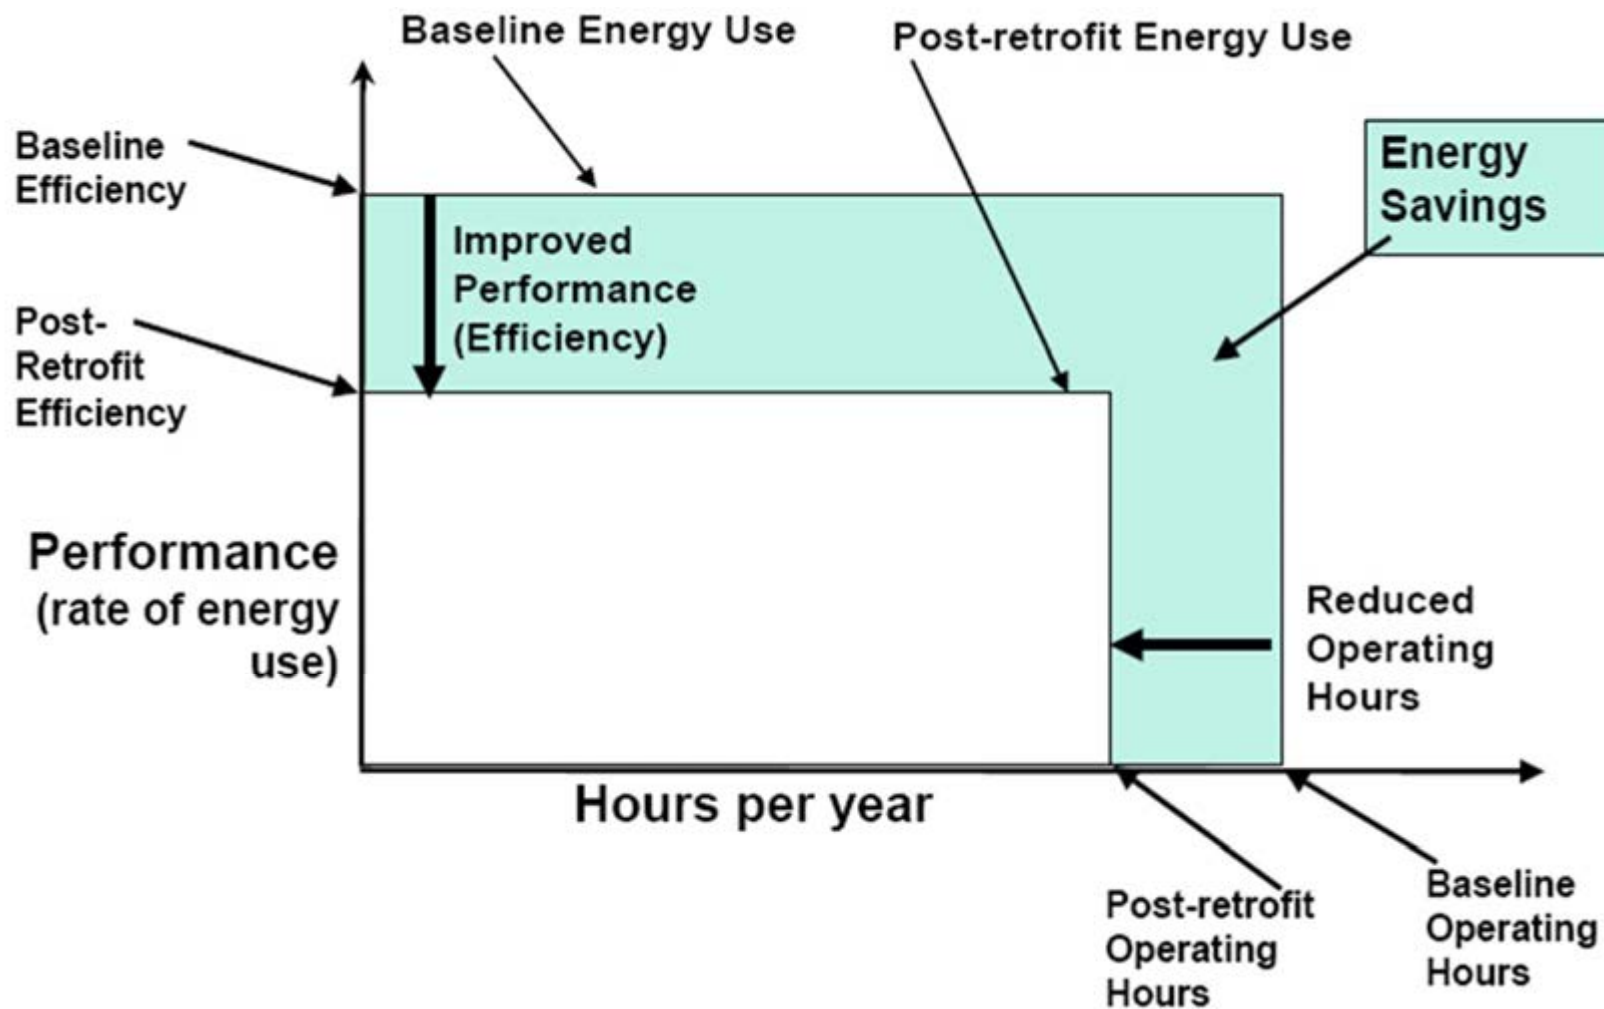 Baseline Energy Use
Post-retrofit Energy Use
Baseline
Efficiency
Energy
Savings
Improved
Performance
(Efficiency)
Post-
Retrofit
Efficiency
Performance
(rate of energy
use)
Reduced
Operating
Hours
Hours per year
Post-retrofit
Operating
Hours
Baseline
Operating
Hours